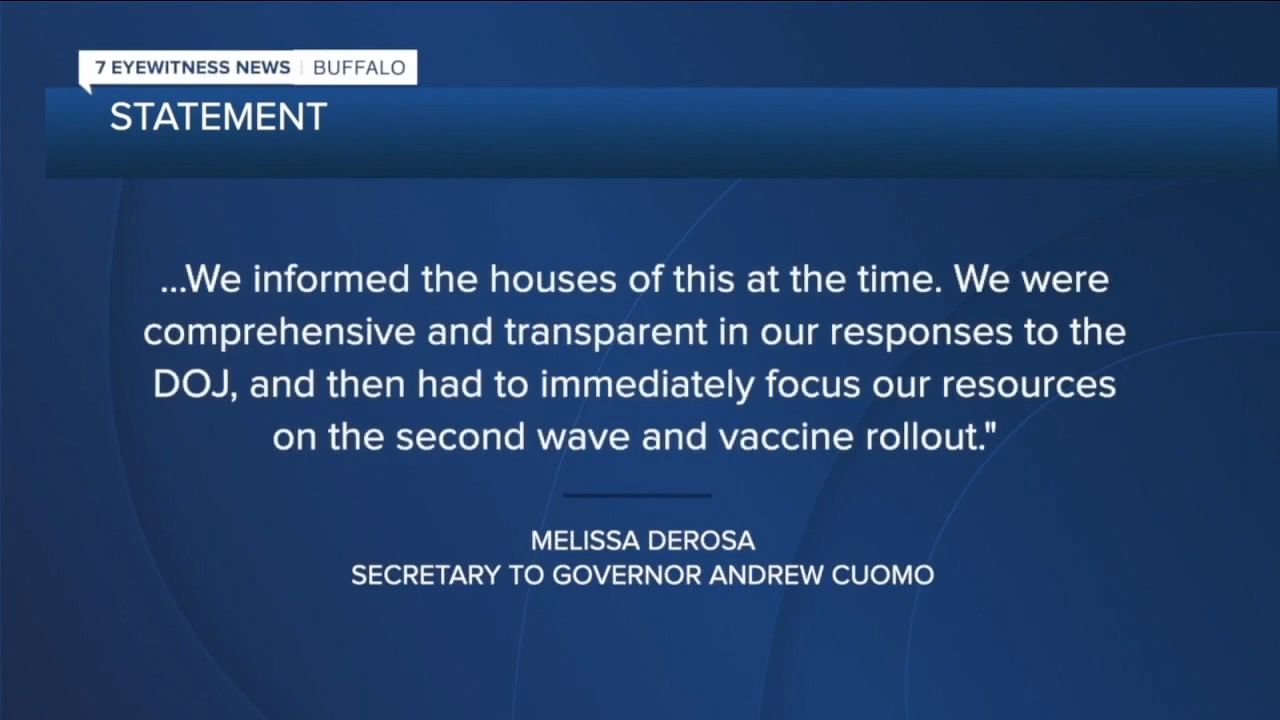 7 EYEWITNESS NEWS | BUFFALO
STATEMENT
...We informed the houses of this at the time. We were
comprehensive and transparent in our responses to the
DOJ, and then had to immediately focus our resources
on the second wave and vaccine rollout."
MELISSA DEROSA
SECRETARY TO GOVERNOR ANDREW CUOMO